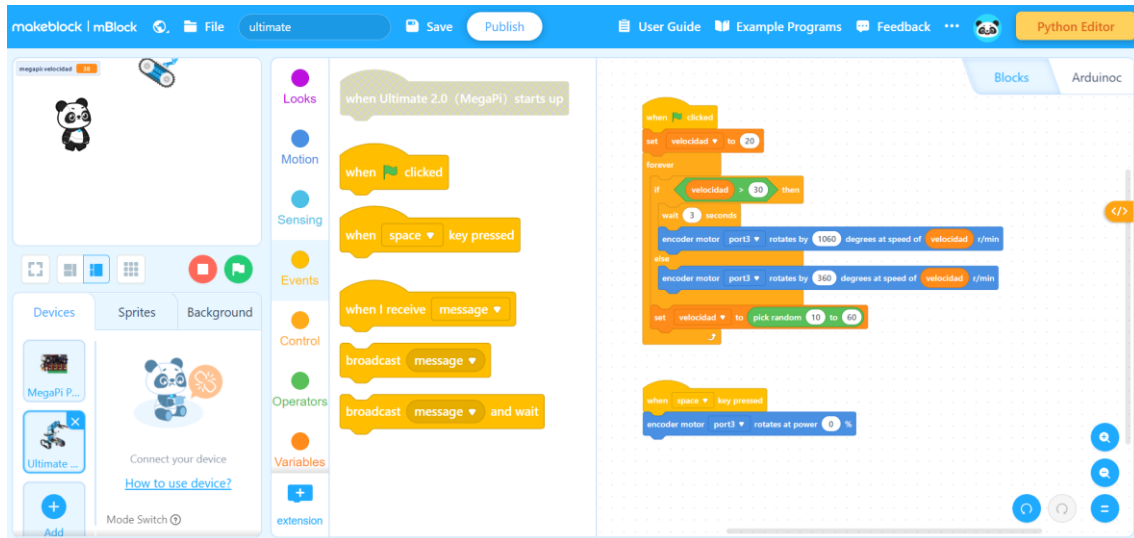 makeblock | mBlock File ultimate Save Publish User Guide Example Programs Feedback ••• Python Editor
megapi:velocidad 38
Blocks Arduinoc
Looks
Motion
Sensing
Events
Control
Operators
Variables
extension
when Ultimate 2.0 (MegaPi) starts up
when clicked
when space ▼ key pressed
when I receive message ▼
broadcast message ▼
broadcast message ▼ and wait
when clicked
set velocidad ▼ to 20
forever
if velocidad > 30 then
wait 3 seconds
encoder motor port3 ▼ rotates by 1060 degrees at speed of velocidad r/min
else
encoder motor port3 ▼ rotates by 360 degrees at speed of velocidad r/min
set velocidad ▼ to pick random 10 to 60
when space ▼ key pressed
encoder motor port3 ▼ rotates at power 0 %
Devices Sprites Background
MegaPi P...
Ultimate ...
Add
Connect your device
How to use device?
Mode Switch ?